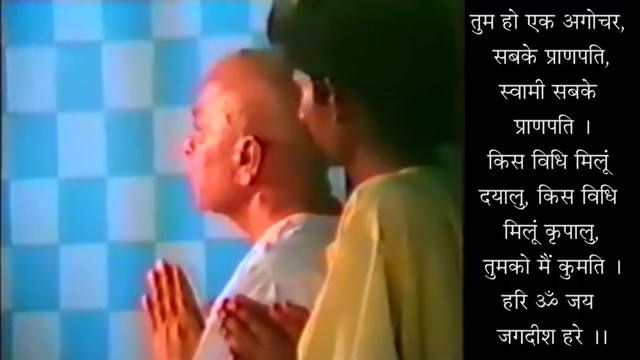 तुम हो एक अगोचर,
सबके प्राणपति,
स्वामी सबके
प्राणपति ।
किस विधि मिलूं
दयालु, किस विधि
मिलूं कृपालु,
तुमको मैं कुमति ।
हरि ॐ जय
जगदीश हरे ।।